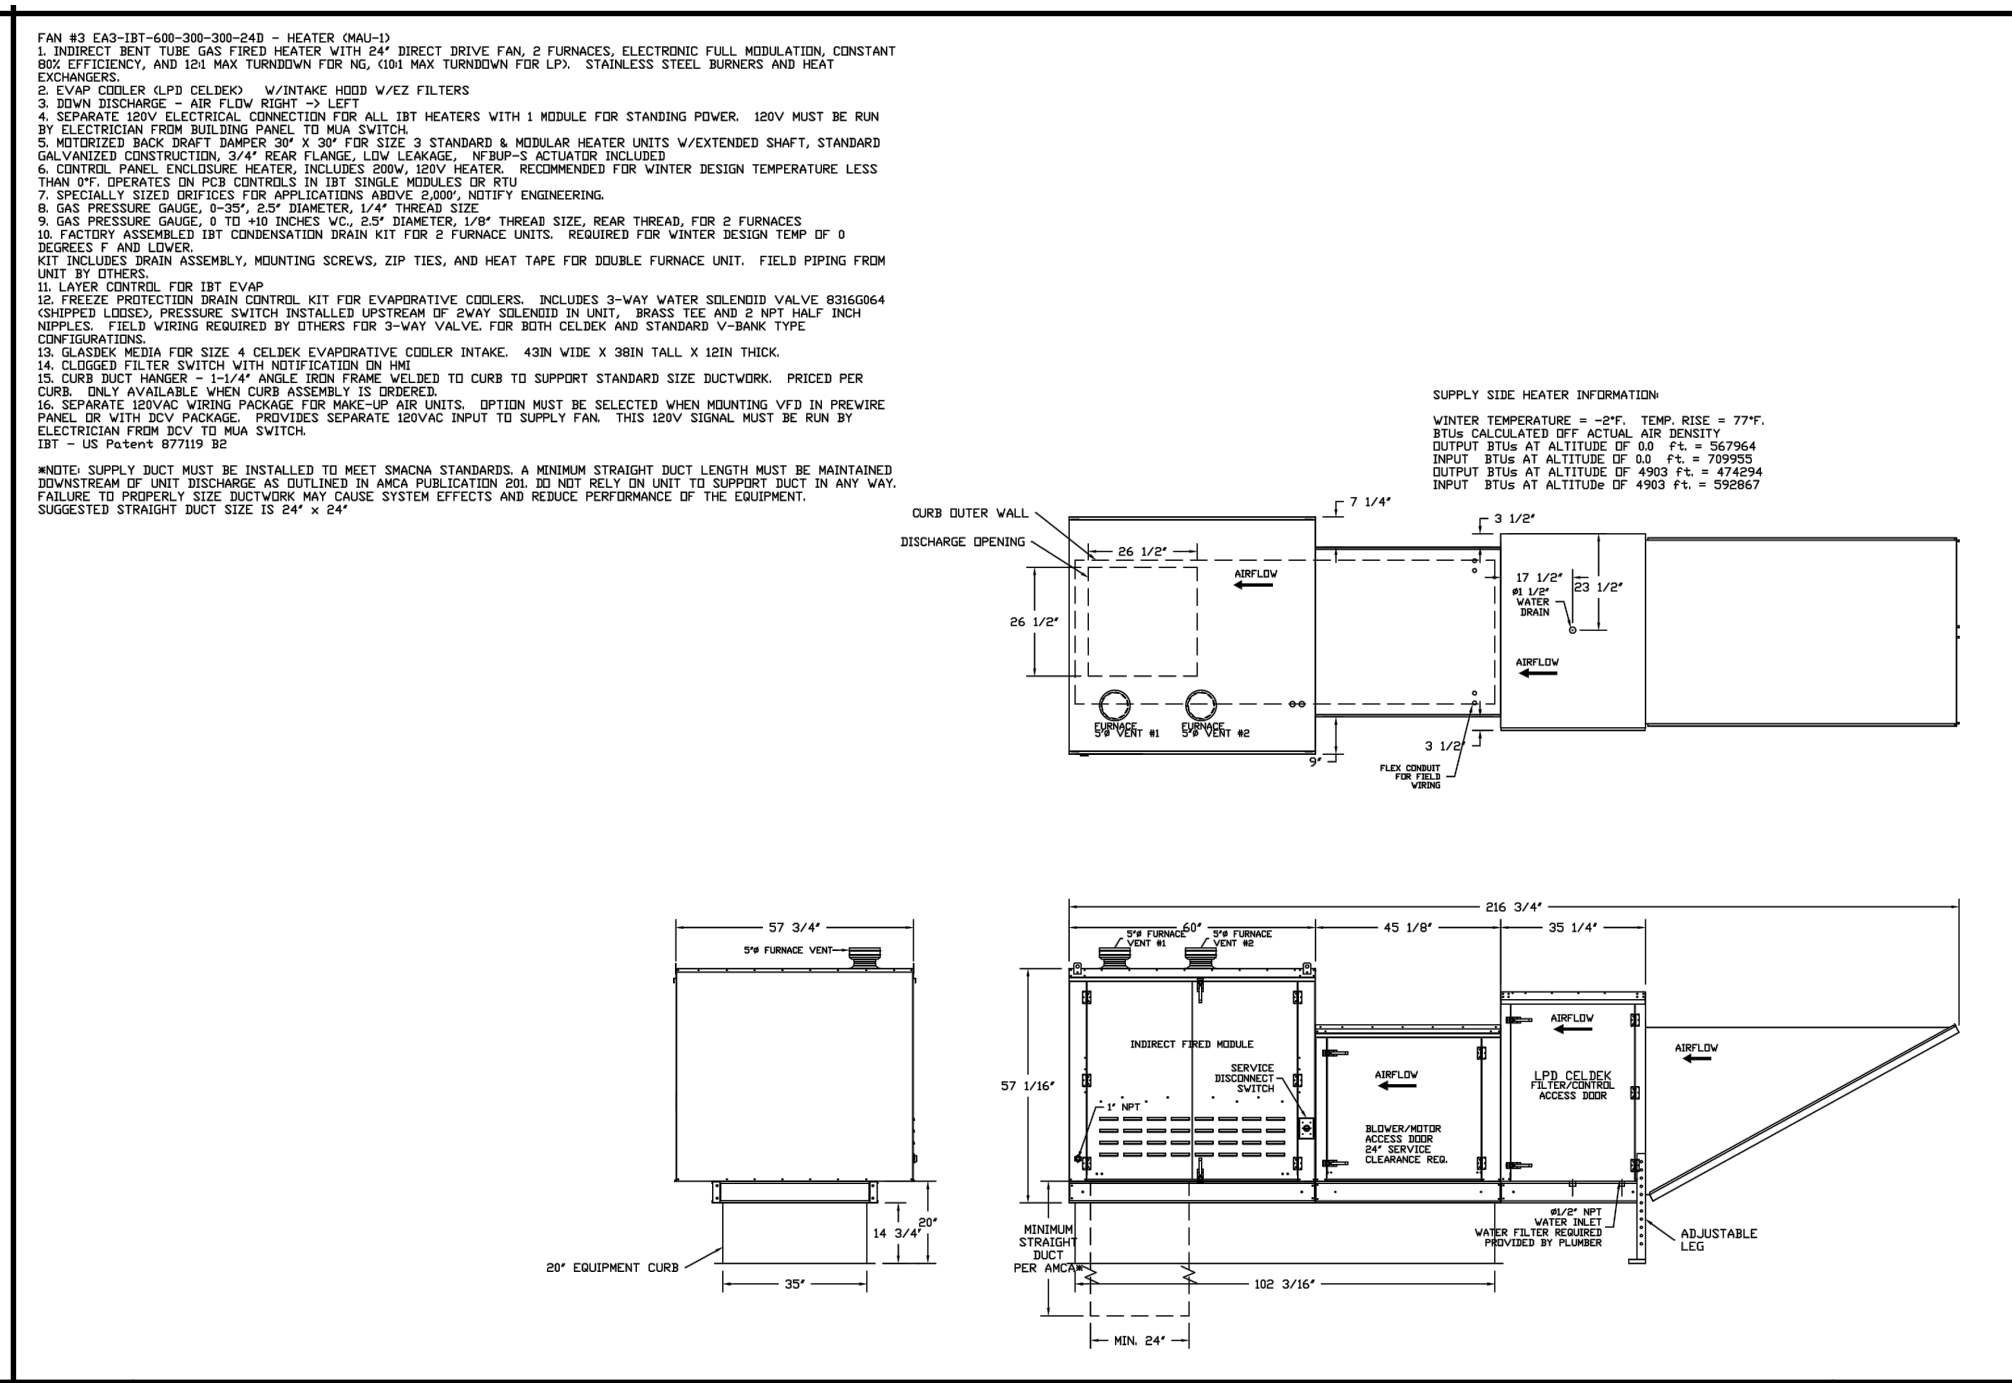 FAN #3 EA3-IBT-600-300-300-24D - HEATER (MAU-1)
1. INDIRECT BENT TUBE GAS FIRED HEATER WITH 24" DIRECT DRIVE FAN, 2 FURNACES, ELECTRONIC FULL MODULATION, CONSTANT
80% EFFICIENCY, AND 12:1 MAX TURNDOWN FOR NG, (10:1 MAX TURNDOWN FOR LP). STAINLESS STEEL BURNERS AND HEAT
EXCHANGERS.
2. EVAP COOLER (LPD CELDEK) W/INTAKE HOOD W/EZ FILTERS
3. DOWN DISCHARGE - AIR FLOW RIGHT -> LEFT
4. SEPARATE 120V ELECTRICAL CONNECTION FOR ALL IBT HEATERS WITH 1 MODULE FOR STANDING POWER. 120V MUST BE RUN
BY ELECTRICIAN FROM BUILDING PANEL TO MUA SWITCH.
5. MOTORIZED BACK DRAFT DAMPER 30" X 30" FOR SIZE 3 STANDARD & MODULAR HEATER UNITS W/EXTENDED SHAFT, STANDARD
GALVANIZED CONSTRUCTION, 3/4" REAR FLANGE, LOW LEAKAGE, NFBUP-S ACTUATOR INCLUDED
6. CONTROL PANEL ENCLOSURE HEATER, INCLUDES 200W, 120V HEATER. RECOMMENDED FOR WINTER DESIGN TEMPERATURE LESS
THAN 0°F. OPERATES ON PCB CONTROLS IN IBT SINGLE MODULES OR RTU
7. SPECIALLY SIZED ORIFICES FOR APPLICATIONS ABOVE 2,000', NOTIFY ENGINEERING.
8. GAS PRESSURE GAUGE, 0-35", 2.5" DIAMETER, 1/4" THREAD SIZE
9. GAS PRESSURE GAUGE, 0 TO +10 INCHES WC., 2.5" DIAMETER, 1/8" THREAD SIZE, REAR THREAD, FOR 2 FURNACES
10. FACTORY ASSEMBLED IBT CONDENSATION DRAIN KIT FOR 2 FURNACE UNITS. REQUIRED FOR WINTER DESIGN TEMP OF 0
DEGREES F AND LOWER.
KIT INCLUDES DRAIN ASSEMBLY, MOUNTING SCREWS, ZIP TIES, AND HEAT TAPE FOR DOUBLE FURNACE UNIT. FIELD PIPING FROM
UNIT BY OTHERS.
11. LAYER CONTROL FOR IBT EVAP
12. FREEZE PROTECTION DRAIN CONTROL KIT FOR EVAPORATIVE COOLERS. INCLUDES 3-WAY WATER SOLENOID VALVE 8316G064
(SHIPPED LOOSE), PRESSURE SWITCH INSTALLED UPSTREAM OF 2WAY SOLENOID IN UNIT, BRASS TEE AND 2 NPT HALF INCH
NIPPLES. FIELD WIRING REQUIRED BY OTHERS FOR 3-WAY VALVE. FOR BOTH CELDEK AND STANDARD V-BANK TYPE
CONFIGURATIONS.
13. GLASDEK MEDIA FOR SIZE 4 CELDEK EVAPORATIVE COOLER INTAKE. 43IN WIDE X 38IN TALL X 12IN THICK.
14. CLOGGED FILTER SWITCH WITH NOTIFICATION ON HMI
15. CURB DUCT HANGER - 1-1/4" ANGLE IRON FRAME WELDED TO CURB TO SUPPORT STANDARD SIZE DUCTWORK. PRICED PER
CURB. ONLY AVAILABLE WHEN CURB ASSEMBLY IS ORDERED.
16. SEPARATE 120VAC WIRING PACKAGE FOR MAKE-UP AIR UNITS. OPTION MUST BE SELECTED WHEN MOUNTING VFD IN PREWIRE
PANEL OR WITH DCV PACKAGE. PROVIDES SEPARATE 120VAC INPUT TO SUPPLY FAN. THIS 120V SIGNAL MUST BE RUN BY
ELECTRICIAN FROM DCV TO MUA SWITCH.
IBT - US Patent 877119 B2
*NOTE: SUPPLY DUCT MUST BE INSTALLED TO MEET SMACNA STANDARDS. A MINIMUM STRAIGHT DUCT LENGTH MUST BE MAINTAINED
DOWNSTREAM OF UNIT DISCHARGE AS OUTLINED IN AMCA PUBLICATION 201. DO NOT RELY ON UNIT TO SUPPORT DUCT IN ANY WAY.
FAILURE TO PROPERLY SIZE DUCTWORK MAY CAUSE SYSTEM EFFECTS AND REDUCE PERFORMANCE OF THE EQUIPMENT.
SUGGESTED STRAIGHT DUCT SIZE IS 24" x 24"
SUPPLY SIDE HEATER INFORMATION:
WINTER TEMPERATURE = -2°F. TEMP. RISE = 77°F.
BTUs CALCULATED OFF ACTUAL AIR DENSITY
OUTPUT BTUs AT ALTITUDE OF 0.0 ft. = 567964
INPUT BTUs AT ALTITUDE OF 0.0 ft. = 709955
OUTPUT BTUs AT ALTITUDE OF 4903 ft. = 474294
INPUT BTUs AT ALTITUDe OF 4903 ft. = 592867
7 1/4"
CURB OUTER WALL
3 1/2"
DISCHARGE OPENING
26 1/2"
AIRFLOW
17 1/2"
23 1/2"
Ø1 1/2"
WATER
DRAIN
26 1/2"
AIRFLOW
FURNACE
5"Ø VENT #1
FURNACE
5"Ø VENT #2
3 1/2"
9"
FLEX CONDUIT
FOR FIELD
WIRING
216 3/4"
57 3/4"
60"
45 1/8"
35 1/4"
5"Ø FURNACE VENT
5"Ø FURNACE
VENT #1
5"Ø FURNACE
VENT #2
AIRFLOW
INDIRECT FIRED MODULE
AIRFLOW
SERVICE
DISCONNECT
SWITCH
AIRFLOW
LPD CELDEK
FILTER/CONTROL
ACCESS DOOR
57 1/16"
1" NPT
BLOWER/MOTOR
ACCESS DOOR
24" SERVICE
CLEARANCE REQ.
14 3/4"
20"
MINIMUM
STRAIGHT
DUCT
PER AMCA*
Ø1/2" NPT
WATER INLET
WATER FILTER REQUIRED
PROVIDED BY PLUMBER
ADJUSTABLE
LEG
20" EQUIPMENT CURB
35"
102 3/16"
MIN. 24"